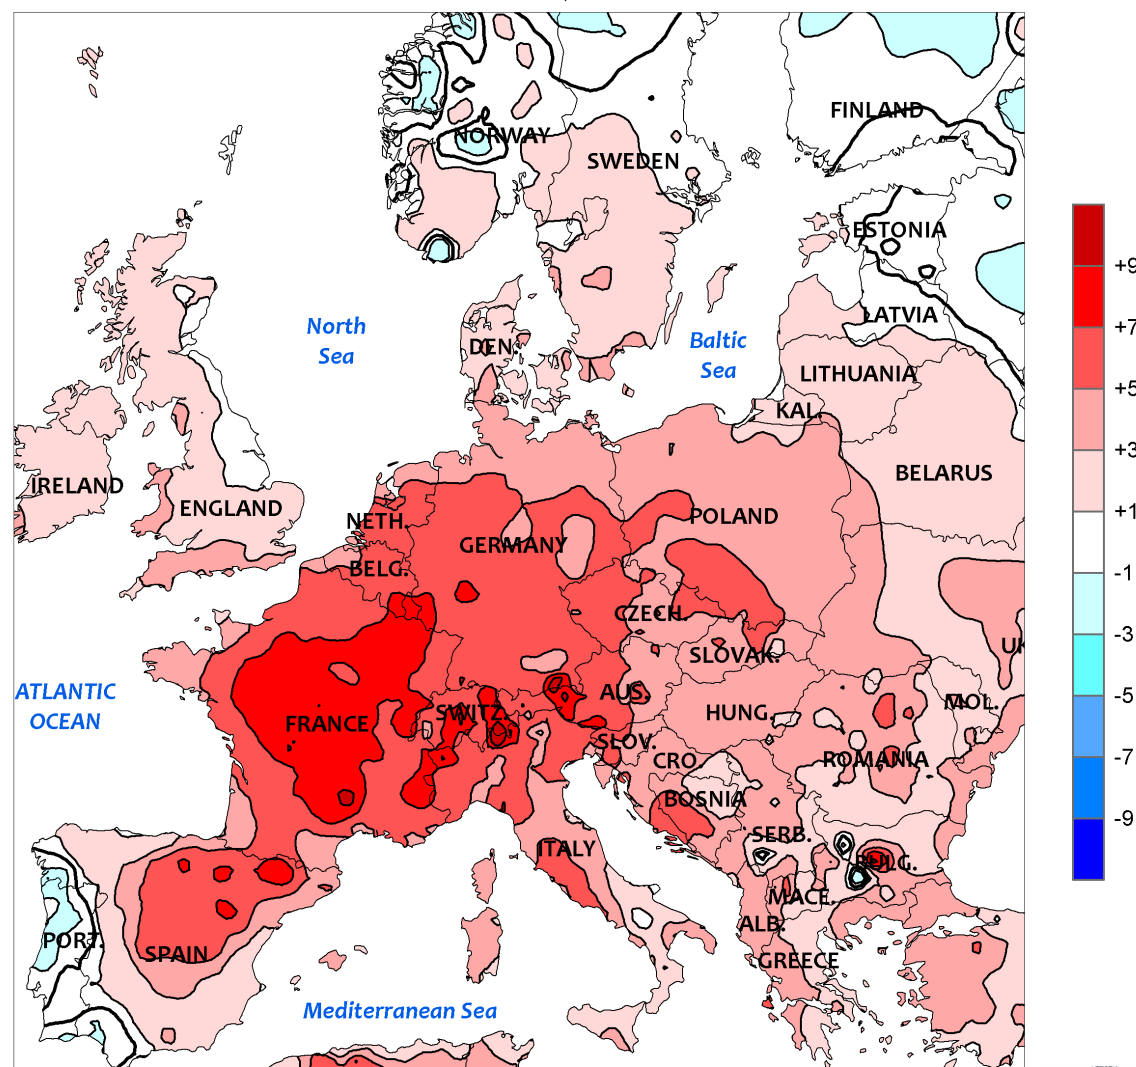 FINLAND
NORWAY
SWEDEN
ESTONIA
LATVIA
North
Sea
Baltic
Sea
DEN.
LITHUANIA
KAL.
IRELAND
ENGLAND
BELARUS
NETH.
POLAND
GERMANY
BELG.
CZECH.
SLOVAK.
UK
ATLANTIC
OCEAN
AUS.
MOL.
SWITZ.
HUNG.
FRANCE
SLOV.
CRO.
ROMANIA
BOSNIA
SERB.
ITALY
BULG.
MACE.
ALB.
PORT.
SPAIN
GREECE
Mediterranean Sea
+9
+7
+5
+3
+1
-1
-3
-5
-7
-9